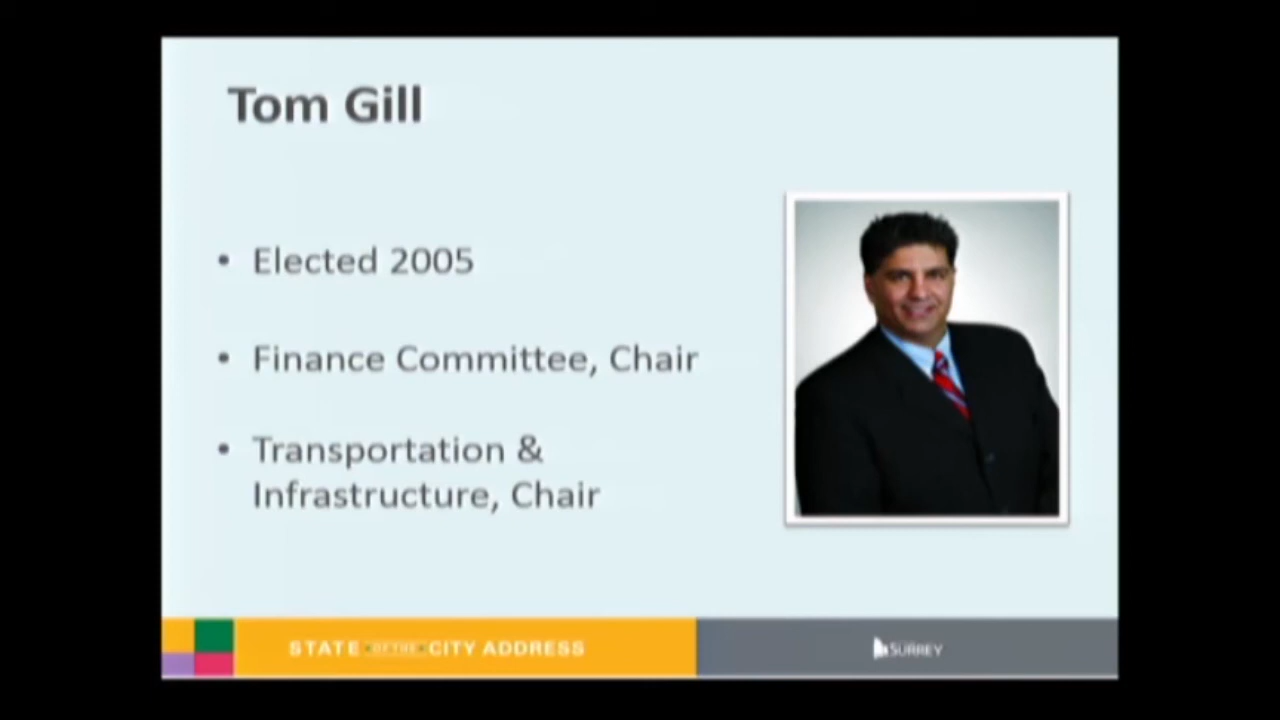 Tom Gill
• Elected 2005
• Finance Committee, Chair
• Transportation &
Infrastructure, Chair
STATE OF THE CITY ADDRESS
SURREY